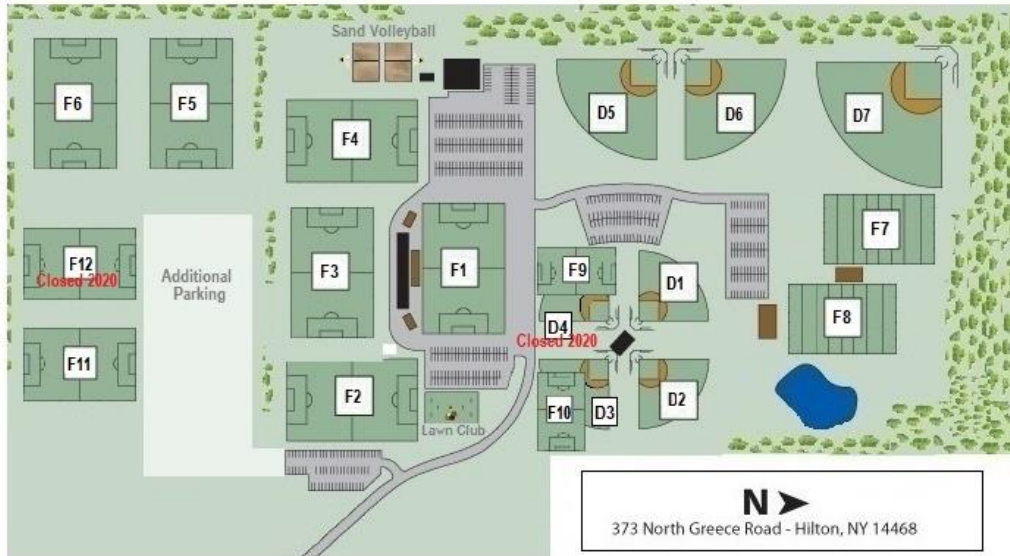 Sand Volleyball
F6
F5
F4
D5
D6
D7
F12
Closed 2020
Additional
Parking
F3
F1
F9
D1
F7
D4
Closed 2020
F8
F11
F2
Lawn Club
F10
D3
D2
N
373 North Greece Road - Hilton, NY 14468